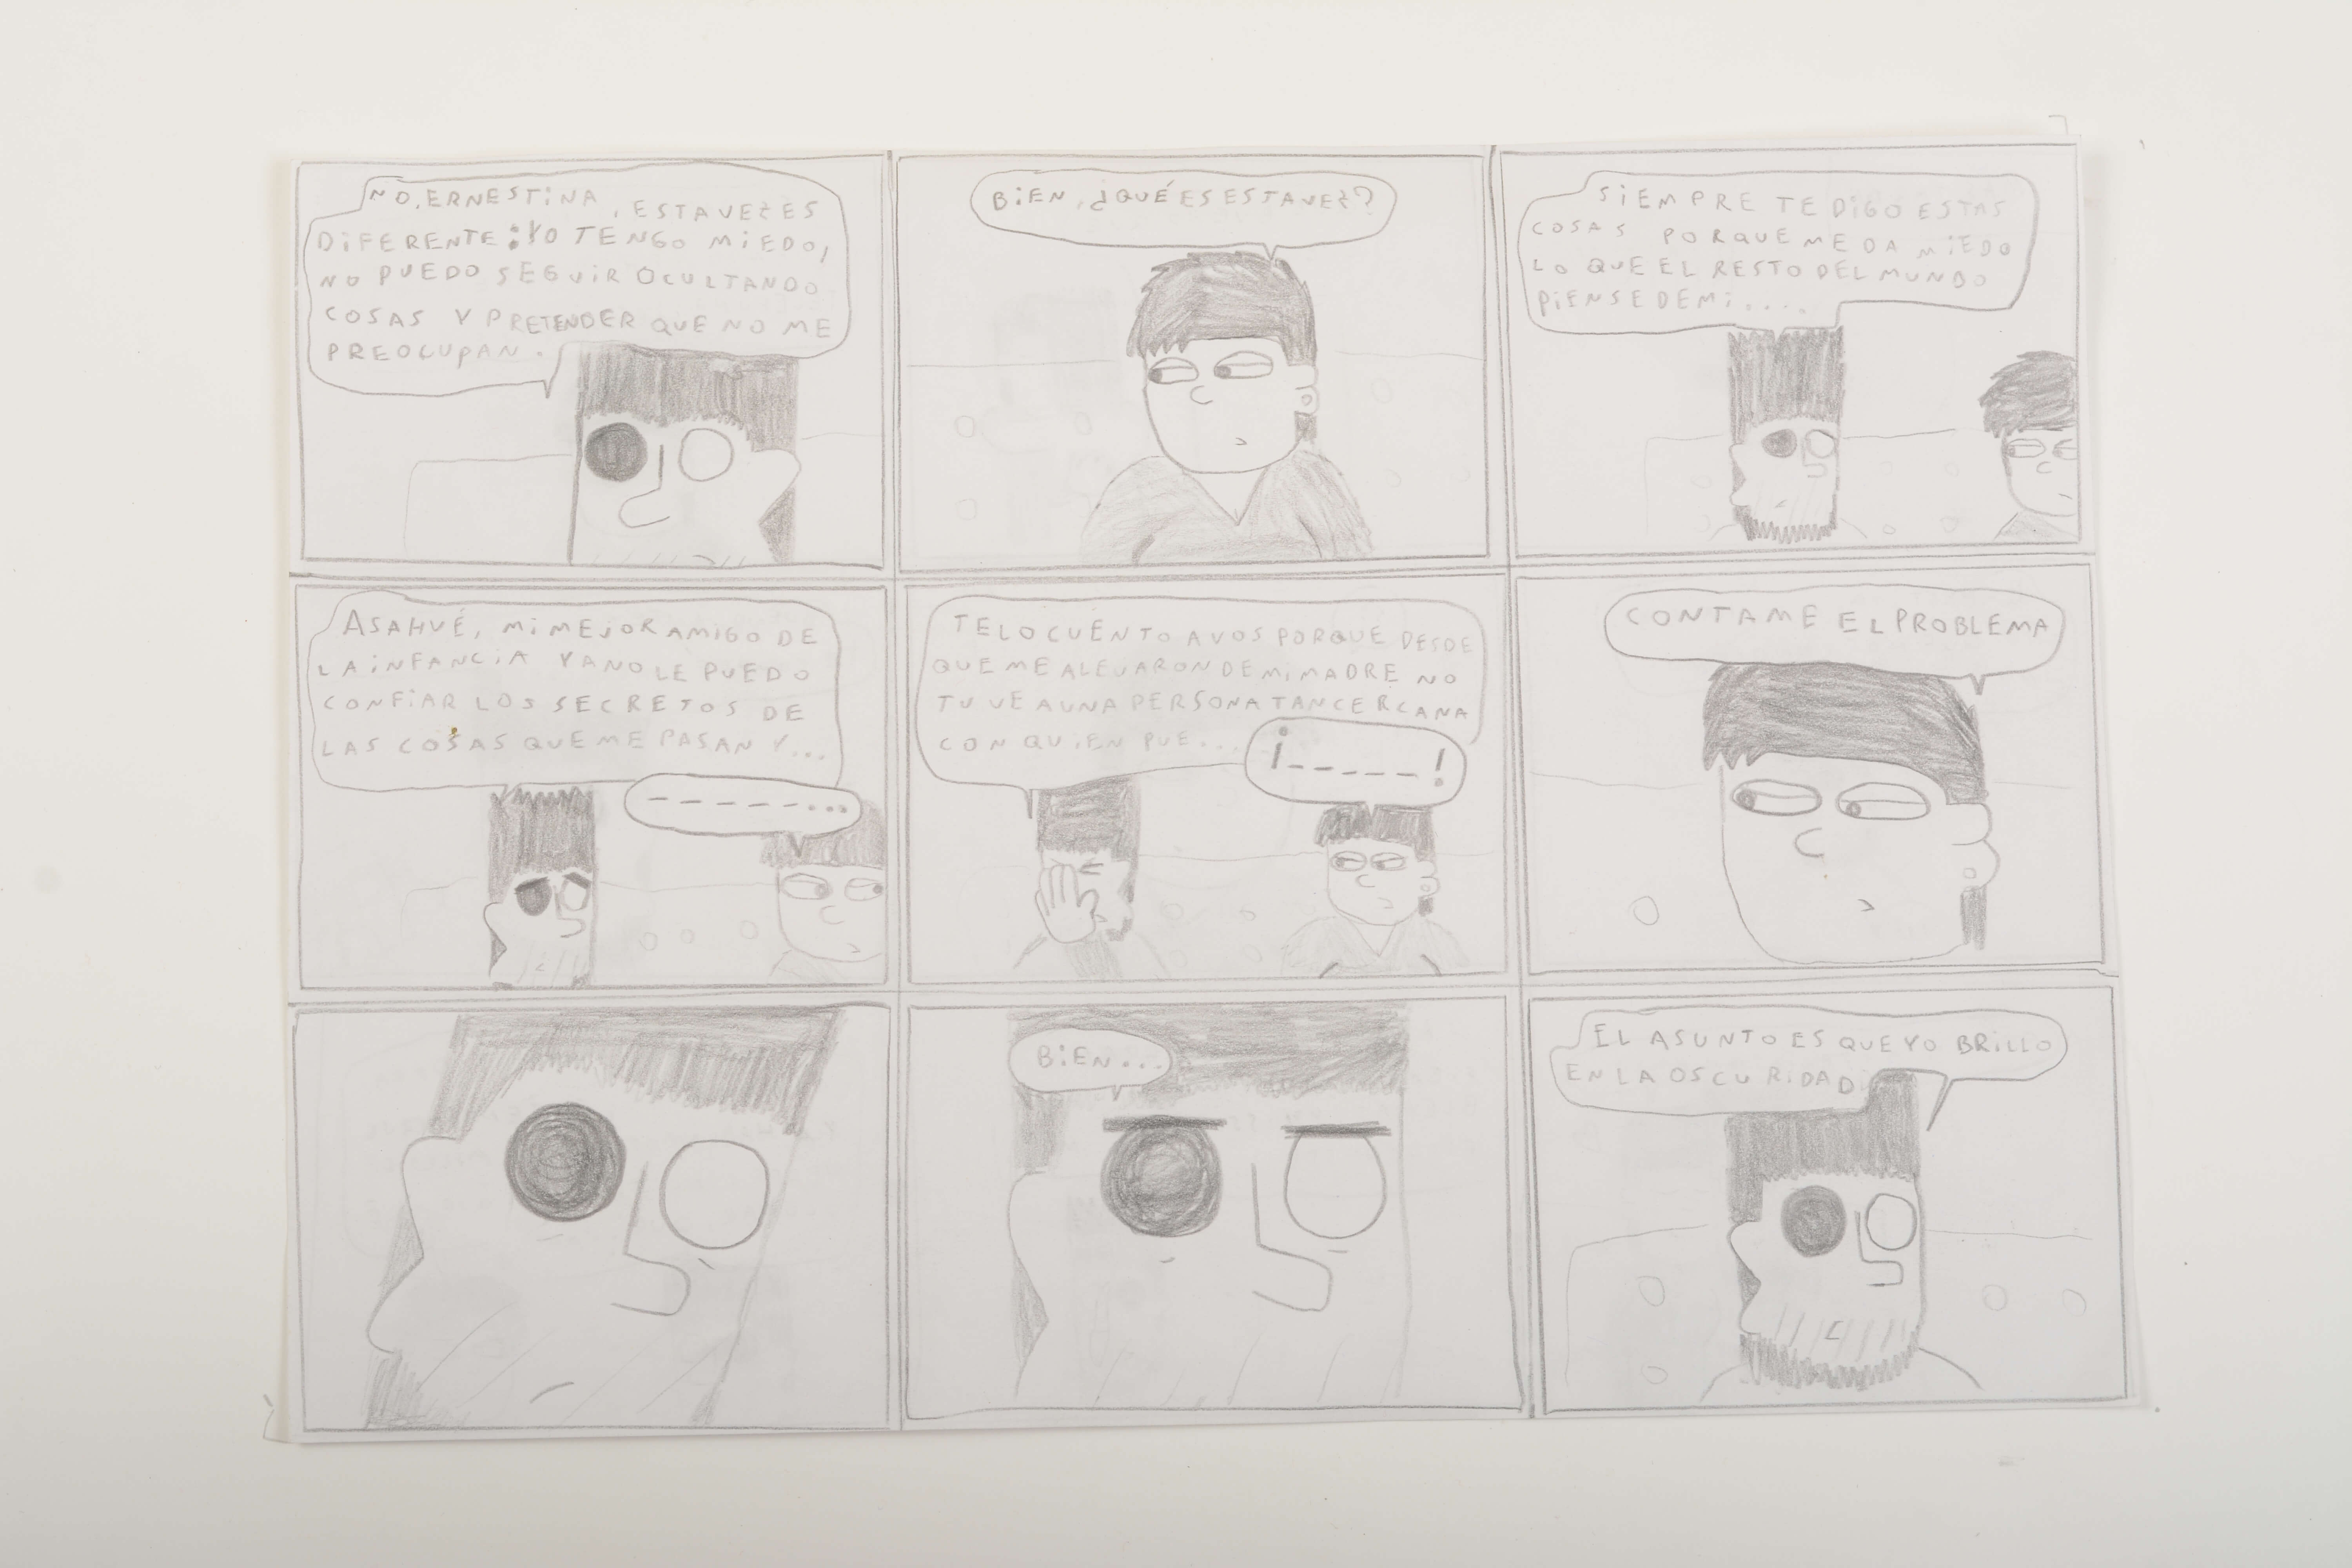 NO, ERNESTINA, ESTA VEZ ES
DIFERENTE: YO TENGO MIEDO,
NO PUEDO SEGUIR OCULTANDO
COSAS Y PRETENDER QUE NO ME
PREOCUPAN.
BIEN, ¿QUÉ ES ESTA VEZ?
SIEMPRE TE DIGO ESTAS
COSAS PORQUE ME DA MIEDO
LO QUE EL RESTO DEL MUNDO
PIENSE DE MI....
ASAHVÉ, MI MEJOR AMIGO DE
LA INFANCIA YA NO LE PUEDO
CONFIAR LOS SECRETOS DE
LAS COSAS QUE ME PASAN Y...
------...
TE LO CUENTO A VOS PORQUE DESDE
QUE ME ALEJARON DE MI MADRE NO
TUVE A UNA PERSONA TAN CERCANA
CON QUIEN PUE...
¡-----!
CONTAME EL PROBLEMA
BIEN...
EL ASUNTO ES QUE YO BRILLO
EN LA OSCURIDAD